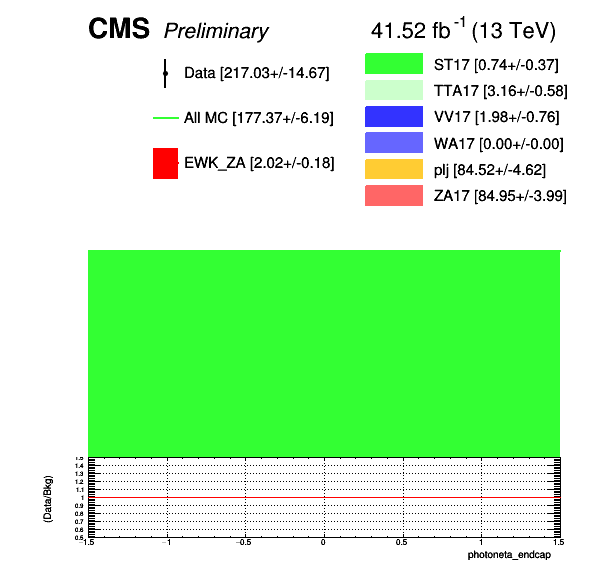 CMS Preliminary
41.52 fb-1 (13 TeV)
Data [217.03+/-14.67]
All MC [177.37+/-6.19]
EWK_ZA [2.02+/-0.18]
ST17 [0.74+/-0.37]
TTA17 [3.16+/-0.58]
VV17 [1.98+/-0.76]
WA17 [0.00+/-0.00]
plj [84.52+/-4.62]
ZA17 [84.95+/-3.99]
(Data/Bkg)
1.5
1.4
1.3
1.2
1.1
1
0.9
0.8
0.7
0.6
0.5
-1.5 -1 -0.5 0 0.5 1 1.5
photoneta_endcap